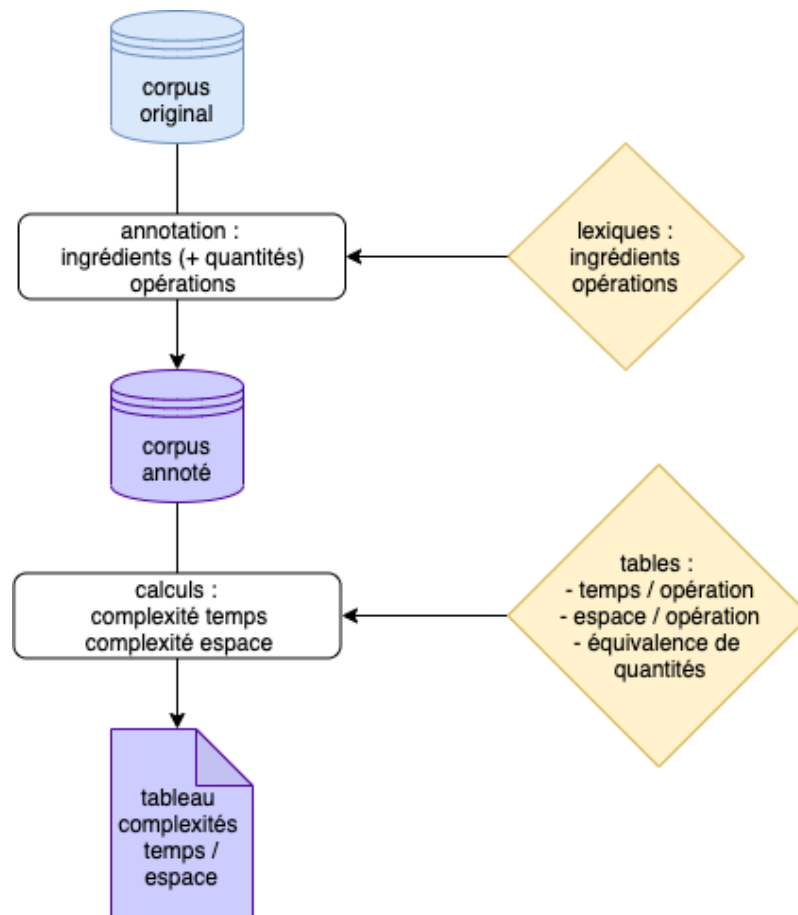 corpus
original
annotation :
ingrédients (+ quantités)
opérations
lexiques :
ingrédients
opérations
corpus
annoté
calculs :
complexité temps
complexité espace
tables :
- temps / opération
- espace / opération
- équivalence de
quantités
tableau
complexités
temps /
espace